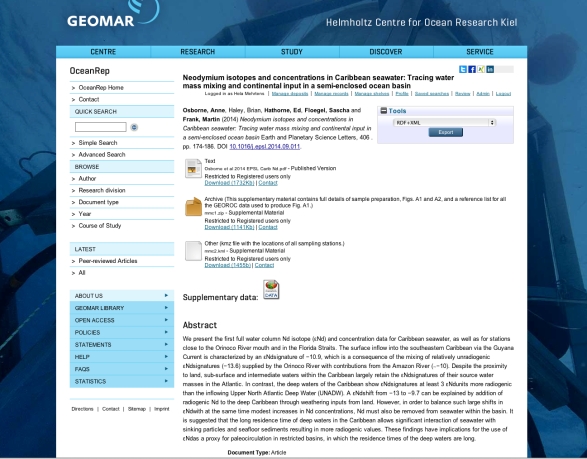 GEOMAR
Helmholtz Centre for Ocean Research Kiel
CENTRE
RESEARCH
STUDY
DISCOVER
SERVICE
OceanRep
> OceanRep Home
> Contact
QUICK SEARCH
> Simple Search
> Advanced Search
BROWSE
> Author
> Research division
> Document type
> Year
> Course of Study
LATEST
> Peer-reviewed Articles
> All
ABOUT US
GEOMAR LIBRARY
OPEN ACCESS
POLICIES
STATEMENTS
HELP
FAQS
STATISTICS
Directions | Contact | Sitemap | Imprint
Neodymium isotopes and concentrations in Caribbean seawater: Tracing water
mass mixing and continental input in a semi-enclosed ocean basin
Logged in as Hela Mehrtens | Manage deposits | Manage records | Manage shelves | Profile | Saved searches | Review | Admin | Logout
Osborne, Anne, Haley, Brian, Hathorne, Ed, Floegel, Sascha and
Frank, Martin (2014) Neodymium isotopes and concentrations in
Caribbean seawater: Tracing water mass mixing and continental input in
a semi-enclosed ocean basin Earth and Planetary Science Letters, 406 .
pp. 174-186. DOI 10.1016/j.epsl.2014.09.011.
Tools
RDF+XML
Export
Text
Osborne et al 2014 EPSL Carib Nd.pdf - Published Version
Restricted to Registered users only
Download (1732Kb) | Contact
Archive (This supplementary material contains full details of sample preparation, Figs. A1 and A2, and a reference list for all
the GEOROC data used to produce Fig. A1.)
mmc1.zip - Supplemental Material
Restricted to Registered users only
Download (1141Kb) | Contact
Other (kmz file with the locations of all sampling stations.)
mmc2.kml - Supplemental Material
Restricted to Registered users only
Download (1455b) | Contact
Supplementary data:
DATA
Abstract
We present the first full water column Nd isotope (εNd) and concentration data for Caribbean seawater, as well as for stations
close to the Orinoco River mouth and in the Florida Straits. The surface inflow into the southeastern Caribbean via the Guyana
Current is characterized by an εNdsignature of −10.9, which is a consequence of the mixing of relatively unradiogenic
εNdsignatures (−13.6) supplied by the Orinoco River with contributions from the Amazon River (∼−10). Despite the proximity
to land, sub-surface and intermediate waters within the Caribbean largely retain the εNdsignatures of their source water
masses in the Atlantic. In contrast, the deep waters of the Caribbean show εNdsignatures at least 3 εNdunits more radiogenic
than the inflowing Upper North Atlantic Deep Water (UNADW). A εNdshift from −13 to −9.7 can be explained by addition of
radiogenic Nd to the deep Caribbean through weathering inputs from land. However, in order to balance such large shifts in
εNdwith at the same time modest increases in Nd concentrations, Nd must also be removed from seawater within the basin. It
is suggested that the long residence time of deep waters in the Caribbean allows significant interaction of seawater with
sinking particles and seafloor sediments resulting in more radiogenic values. These findings have implications for the use of
εNdas a proxy for paleocirculation in restricted basins, in which the residence times of the deep waters are long.
Document Type: Article